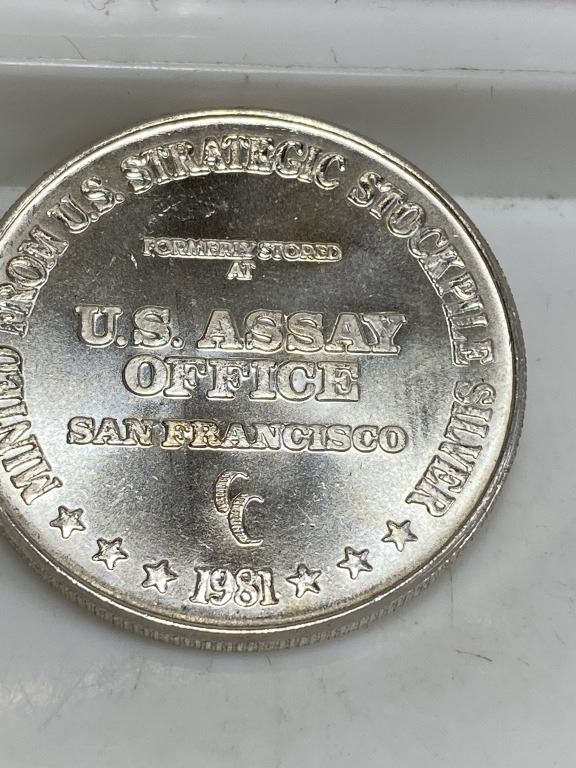 MINTED FROM U.S. STRATEGIC STOCKPILE SILVER
FORMERLY STORED
AT
U.S. ASSAY
OFFICE
SAN FRANCISCO
CC
1981